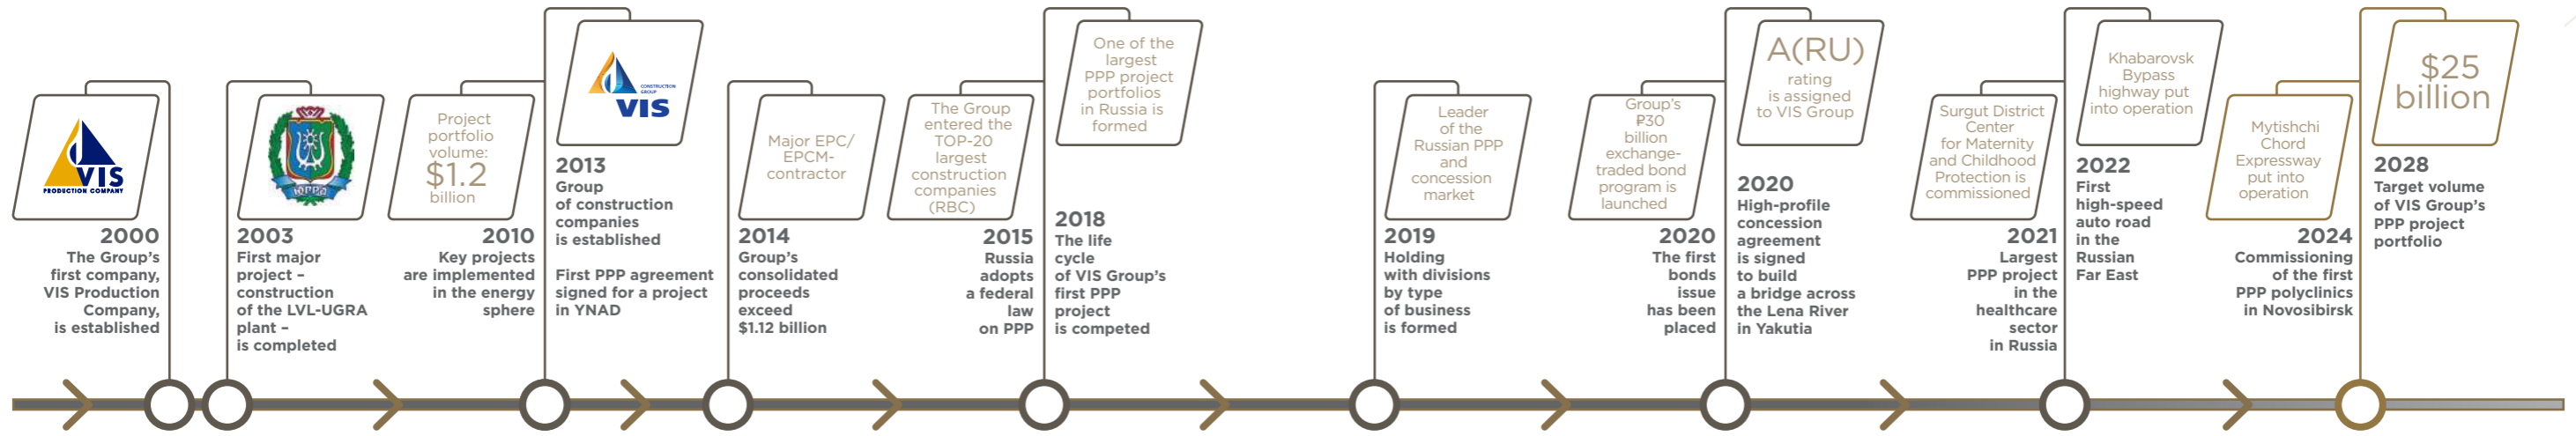 VIS
PRODUCTION COMPANY
2000
The Group's
first company,
VIS Production
Company,
is established
ЮГРА
2003
First major
project –
construction
of the LVL-UGRA
plant –
is completed
Project
portfolio
volume:
$1.2
billion
2010
Key projects
are implemented
in the energy
sphere
CONSTRUCTION
GROUP
VIS
2013
Group
of construction
companies
is established
First PPP agreement
signed for a project
in YNAD
Major EPC/
EPCM-
contractor
2014
Group's
consolidated
proceeds
exceed
$1.12 billion
The Group
entered the
TOP-20
largest
construction
companies
(RBC)
2015
Russia
adopts
a federal
law
on PPP
One of the
largest
PPP project
portfolios
in Russia is
formed
2018
The life
cycle
of VIS Group's
first PPP
project
is competed
Leader
of the
Russian PPP
and
concession
market
2019
Holding
with divisions
by type
of business
is formed
Group's
₽30
billion
exchange-
traded bond
program is
launched
2020
The first
bonds
issue
has been
placed
A(RU)
rating
is assigned
to VIS Group
2020
High-profile
concession
agreement
is signed
to build
a bridge across
the Lena River
in Yakutia
Surgut District
Center
for Maternity
and Childhood
Protection is
commissioned
2021
Largest
PPP project
in the
healthcare
sector
in Russia
Khabarovsk
Bypass
highway put
into operation
2022
First
high-speed
auto road
in the
Russian
Far East
Mytishchi
Chord
Expressway
put into
operation
2024
Commissioning
of the first
PPP polyclinics
in Novosibirsk
$25
billion
2028
Target volume
of VIS Group's
PPP project
portfolio